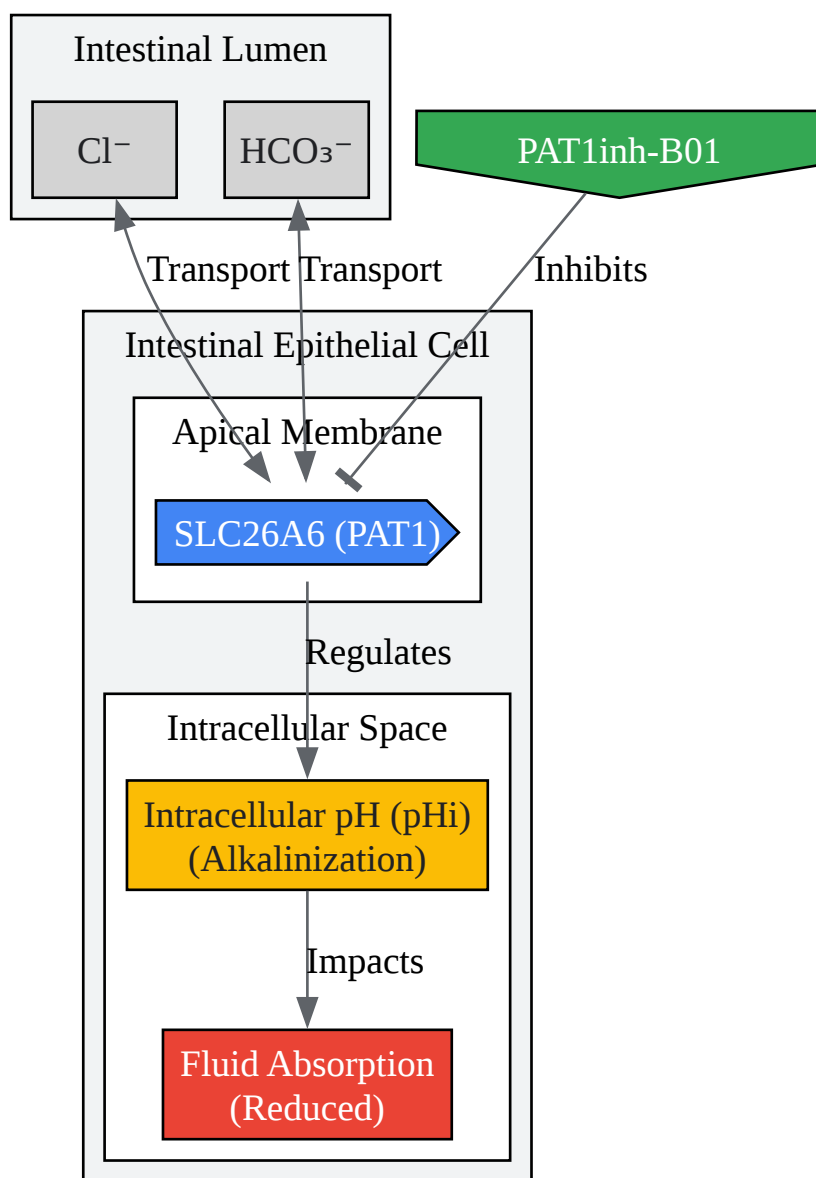 Intestinal Lumen
Cl⁻
HCO₃⁻
PAT1inh-B01
Transport
Transport
Inhibits
Intestinal Epithelial Cell
Apical Membrane
SLC26A6 (PAT1)
Regulates
Intracellular Space
Intracellular pH (pHi)
(Alkalinization)
Impacts
Fluid Absorption
(Reduced)